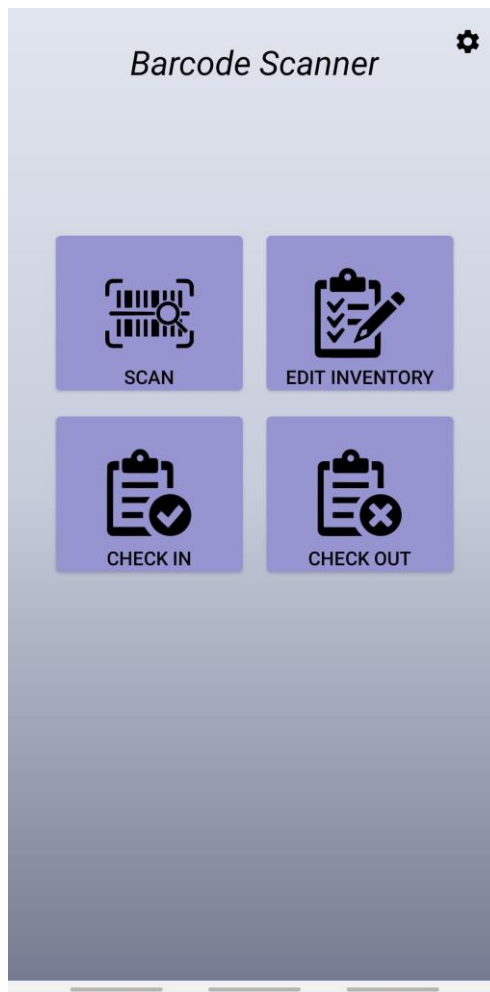 Barcode Scanner
SCAN
EDIT INVENTORY
CHECK IN
CHECK OUT